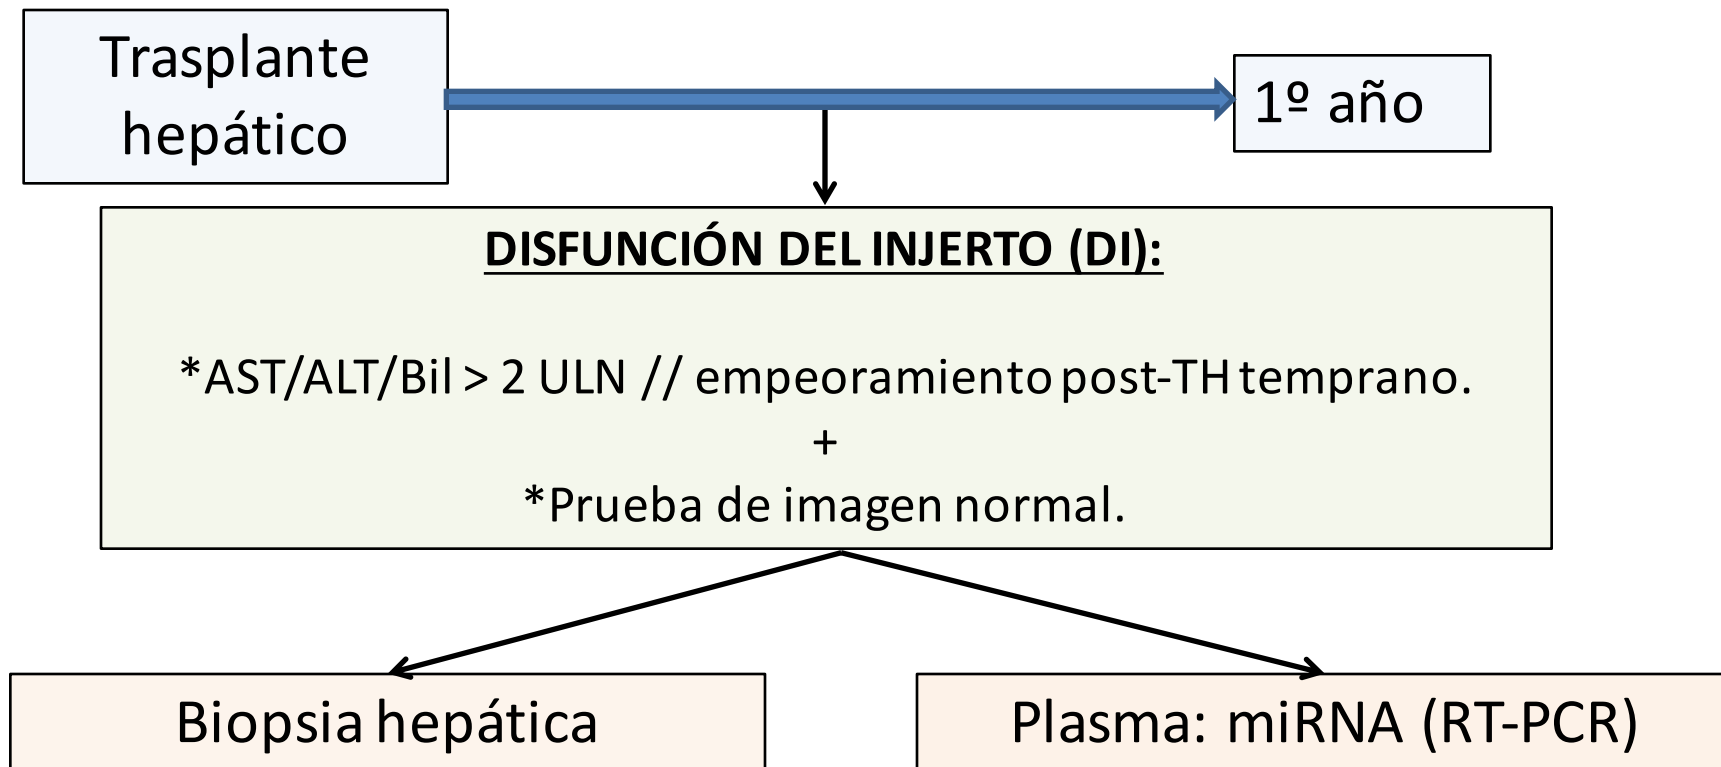 Trasplante
hepático
1º año
DISFUNCIÓN DEL INJERTO (DI):
*AST/ALT/Bil > 2 ULN // empeoramiento post-TH temprano.
+
*Prueba de imagen normal.
Biopsia hepática
Plasma: miRNA (RT-PCR)